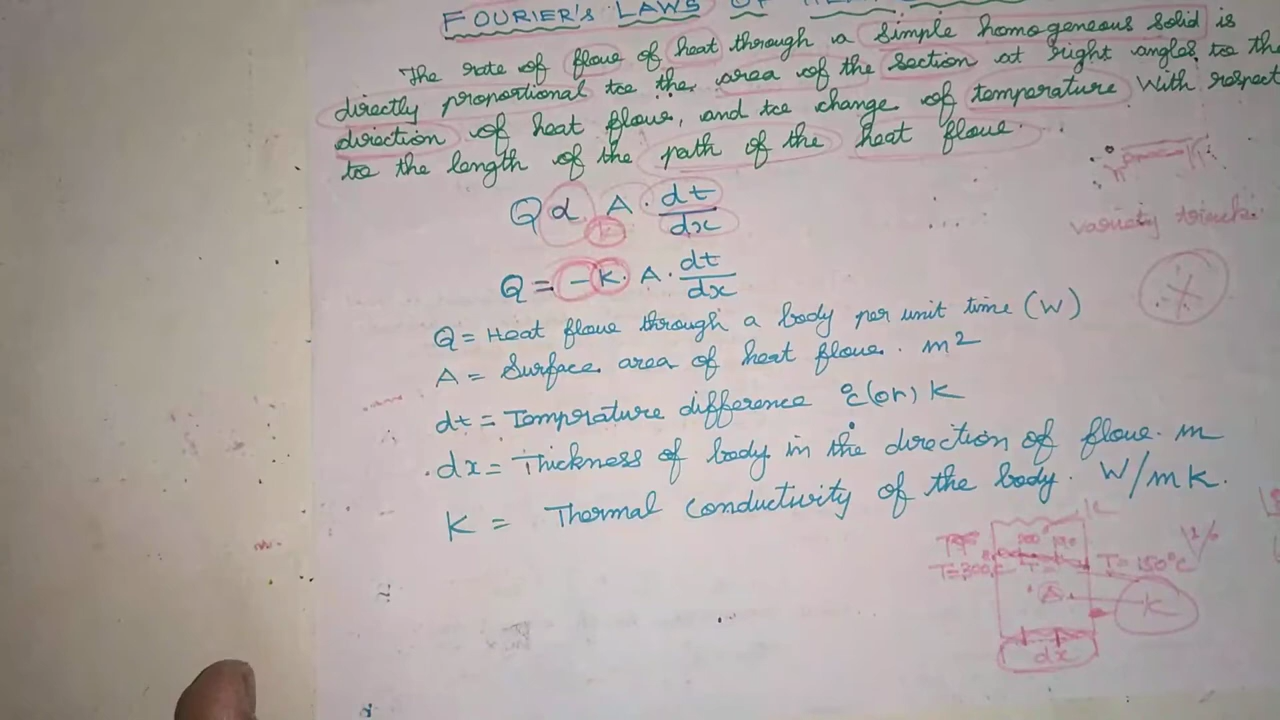 FOURIER'S LAWS OF
The rate of flow of heat through a simple homogeneous solid is
directly proportional to the area of the section at right angles to the
direction of heat flow, and to change of temperature with respect
to the length of the path of the heat flow.
Q α A · dt/dx
K
Q = -K · A · dt/dx
Q = Heat flow through a body per unit time (W)
A = Surface area of heat flow. m2
dt = Temprature difference °c (or) K
dx = Thickness of body in the direction of flow. m
K = Thermal conductivity of the body. W/mK.
T=300c
T=150°C
A
K
dx